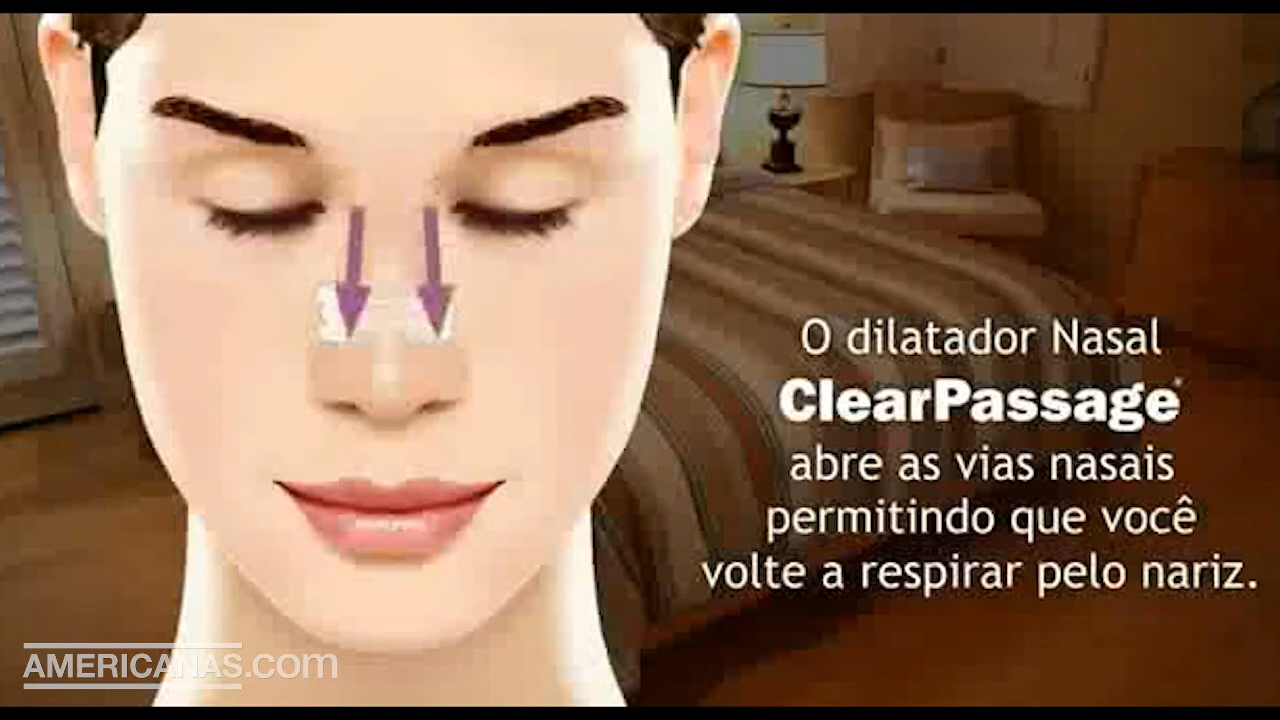 O dilatador Nasal
ClearPassage®
abre as vias nasais
permitindo que você
volte a respirar pelo nariz.
AMERICANAS.com